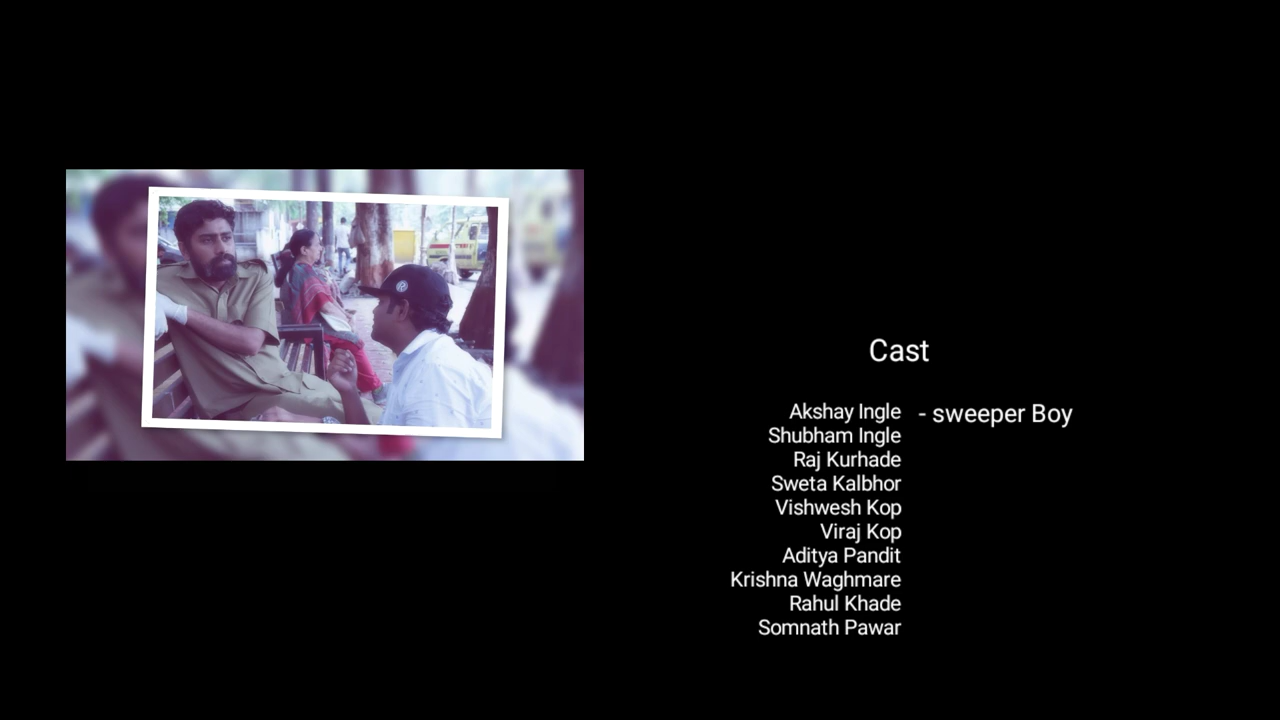 Cast
Akshay Ingle - sweeper Boy
Shubham Ingle
Raj Kurhade
Sweta Kalbhor
Vishwesh Kop
Viraj Kop
Aditya Pandit
Krishna Waghmare
Rahul Khade
Somnath Pawar